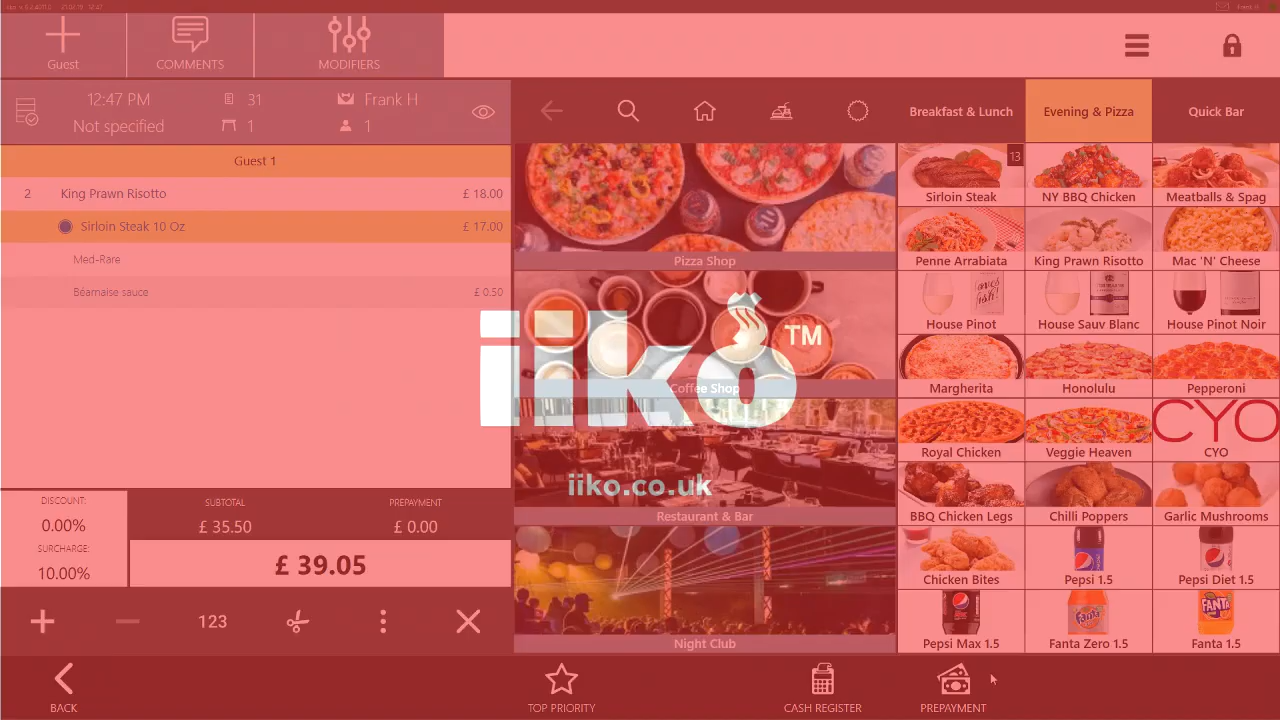 Guest
COMMENTS
MODIFIERS
12:47 PM
31
Frank H
Not specified
1
1
Breakfast & Lunch
Evening & Pizza
Quick Bar
Guest 1
2 King Prawn Risotto £ 18.00
Sirloin Steak 10 Oz £ 17.00
Med-Rare
Béarnaise sauce £ 0.50
DISCOUNT:
0.00%
SURCHARGE:
10.00%
SUBTOTAL
£ 35.50
PREPAYMENT
£ 0.00
£ 39.05
123
Pizza Shop
Coffee Shop
Restaurant & Bar
Night Club
iiko TM
iiko.co.uk
13
Sirloin Steak
NY BBQ Chicken
Meatballs & Spag
Penne Arrabiata
King Prawn Risotto
Mac 'N' Cheese
House Pinot
House Sauv Blanc
House Pinot Noir
Margherita
Honolulu
Pepperoni
Royal Chicken
Veggie Heaven
CYO
CYO
BBQ Chicken Legs
Chilli Poppers
Garlic Mushrooms
Chicken Bites
Pepsi 1.5
Pepsi Diet 1.5
Pepsi Max 1.5
Fanta Zero 1.5
FANTA
Fanta 1.5
BACK
TOP PRIORITY
CASH REGISTER
PREPAYMENT